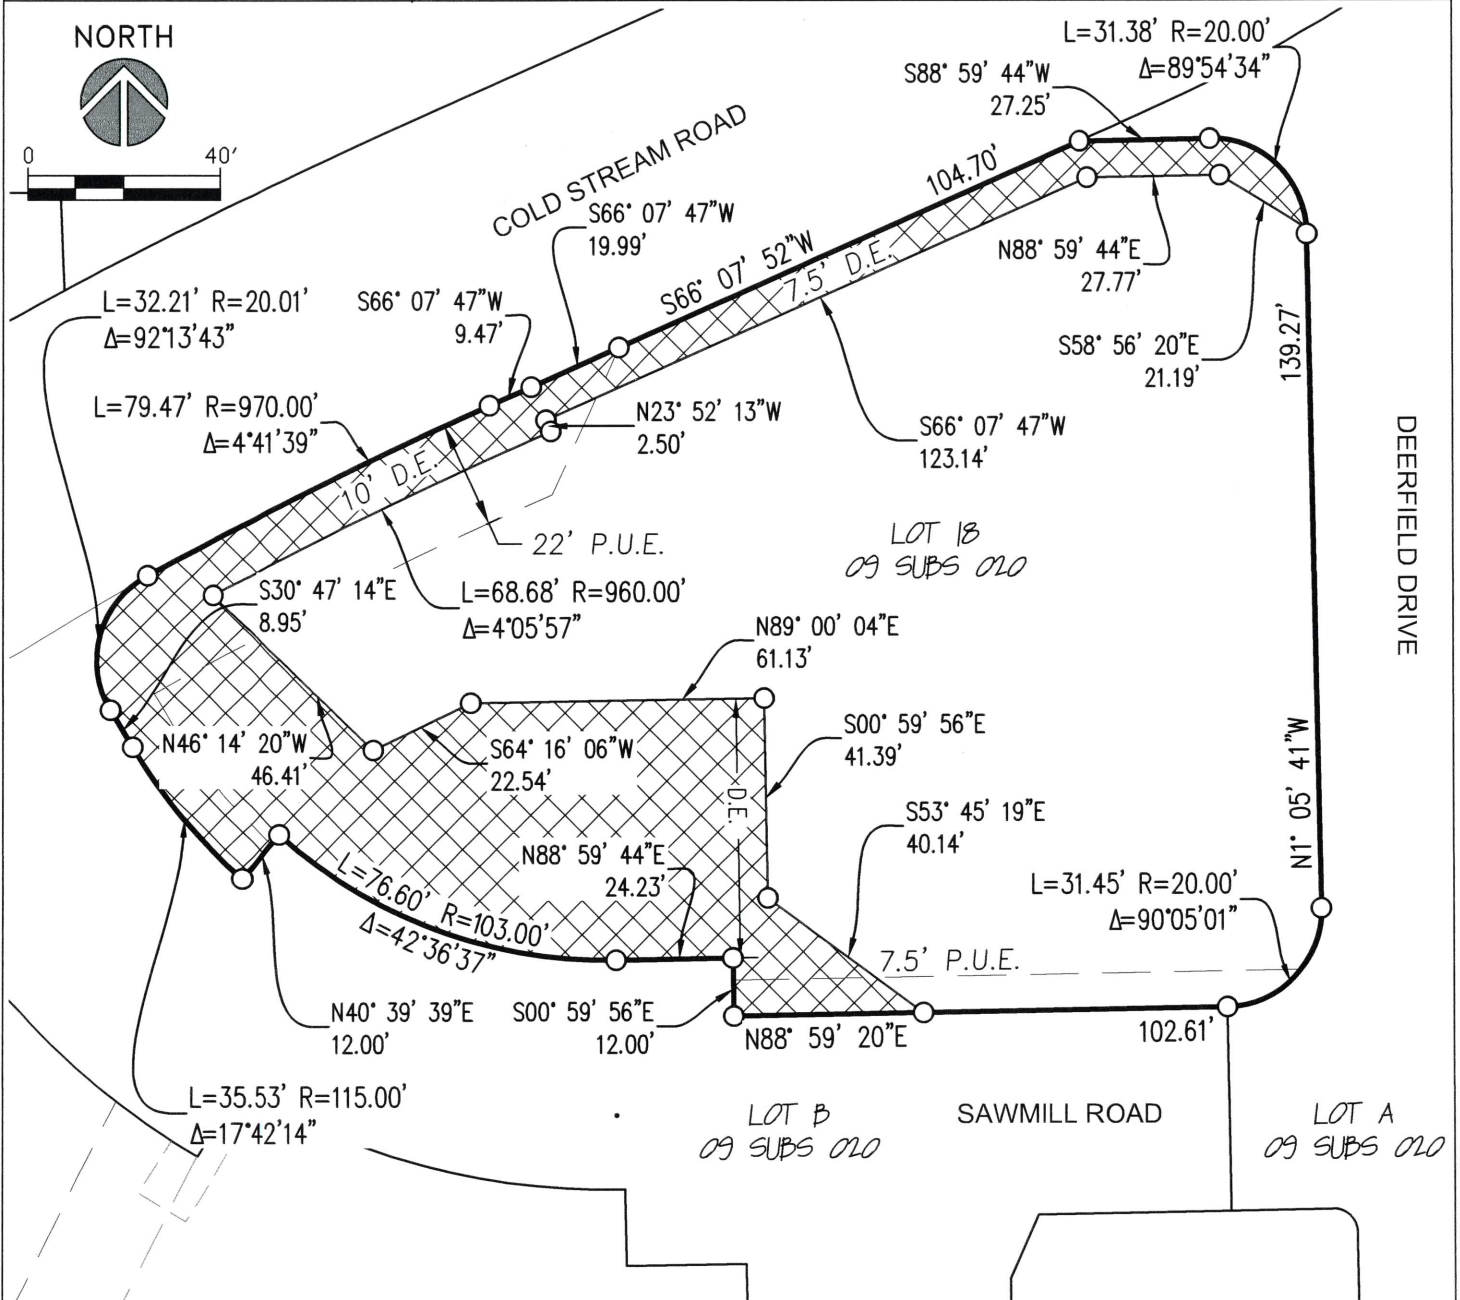 NORTH
0 40'
L=31.38' R=20.00'
Δ=89°54'34"
S88° 59' 44"W
27.25'
COLD STREAM ROAD
104.70'
S66° 07' 47"W
19.99'
S66° 07' 52"W
7.5' D.E.
N88° 59' 44"E
27.77'
L=32.21' R=20.01'
Δ=92°13'43"
S66° 07' 47"W
9.47'
S58° 56' 20"E
21.19'
139.27'
L=79.47' R=970.00'
Δ=4°41'39"
N23° 52' 13"W
2.50'
S66° 07' 47"W
123.14'
DEERFIELD DRIVE
10' D.E.
22' P.U.E.
LOT 18
09 SUBS 020
S30° 47' 14"E
8.95'
L=68.68' R=960.00'
Δ=4°05'57"
N89° 00' 04"E
61.13'
N46° 14' 20"W
46.41'
S64° 16' 06"W
22.54'
D.E.
S00° 59' 56"E
41.39'
S53° 45' 19"E
40.14'
N1° 05' 41"W
N88° 59' 44"E
24.23'
L=76.60' R=103.00'
Δ=42°36'37"
L=31.45' R=20.00'
Δ=90°05'01"
7.5' P.U.E.
N40° 39' 39"E
12.00'
S00° 59' 56"E
12.00'
N88° 59' 20"E
102.61'
L=35.53' R=115.00'
Δ=17°42'14"
LOT B
09 SUBS 020
SAWMILL ROAD
LOT A
09 SUBS 020